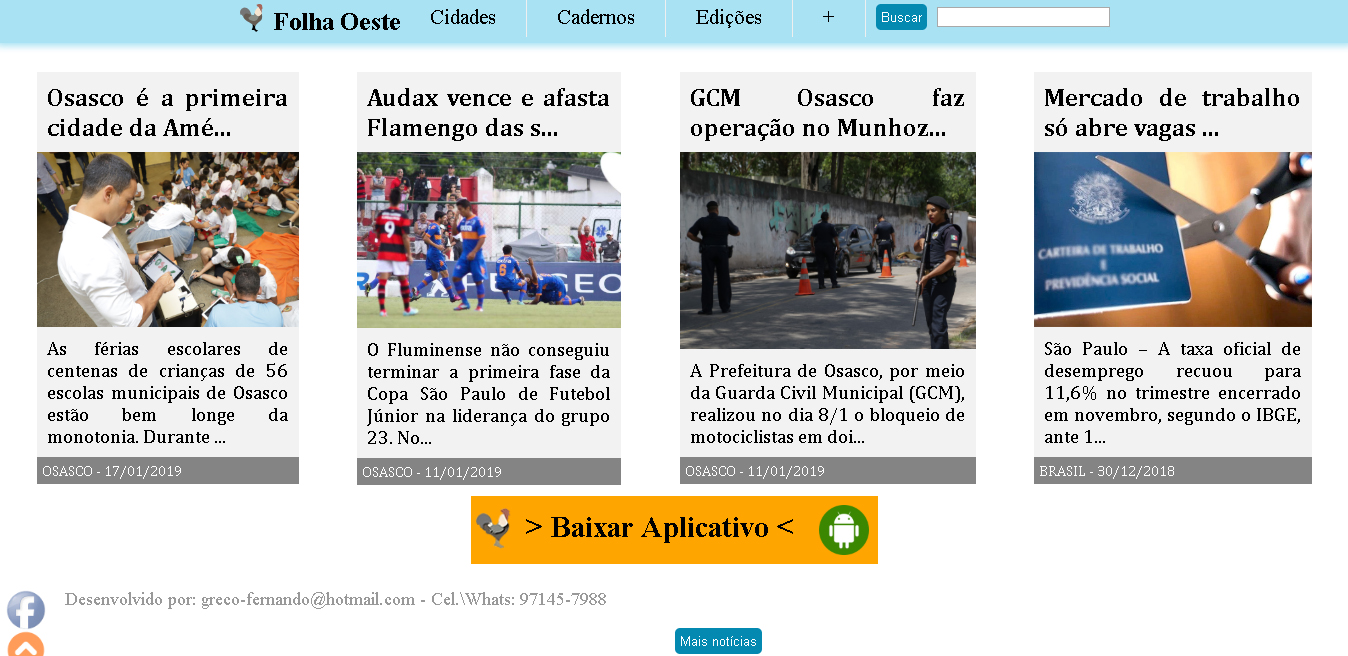 Folha Oeste
Cidades
Cadernos
Edições
+
Buscar
Osasco é a primeira
cidade da Amé...
As férias escolares de
centenas de crianças de 56
escolas municipais de Osasco
estão bem longe da
monotonia. Durante ...
OSASCO - 17/01/2019
Audax vence e afasta
Flamengo das s...
9
6
PEUGEO
O Fluminense não conseguiu
terminar a primeira fase da
Copa São Paulo de Futebol
Júnior na liderança do grupo
23. No...
OSASCO - 11/01/2019
GCM Osasco faz
operação no Munhoz...
A Prefeitura de Osasco, por meio
da Guarda Civil Municipal (GCM),
realizou no dia 8/1 o bloqueio de
motociclistas em doi...
OSASCO - 11/01/2019
Mercado de trabalho
só abre vagas ...
CARTEIRA DE TRABALHO
E
PREVIDÊNCIA SOCIAL
São Paulo – A taxa oficial de
desemprego recuou para
11,6% no trimestre encerrado
em novembro, segundo o IBGE,
ante 1...
BRASIL - 30/12/2018
> Baixar Aplicativo <
f
Desenvolvido por: greco-fernando@hotmail.com - Cel.\Whats: 97145-7988
Mais notícias